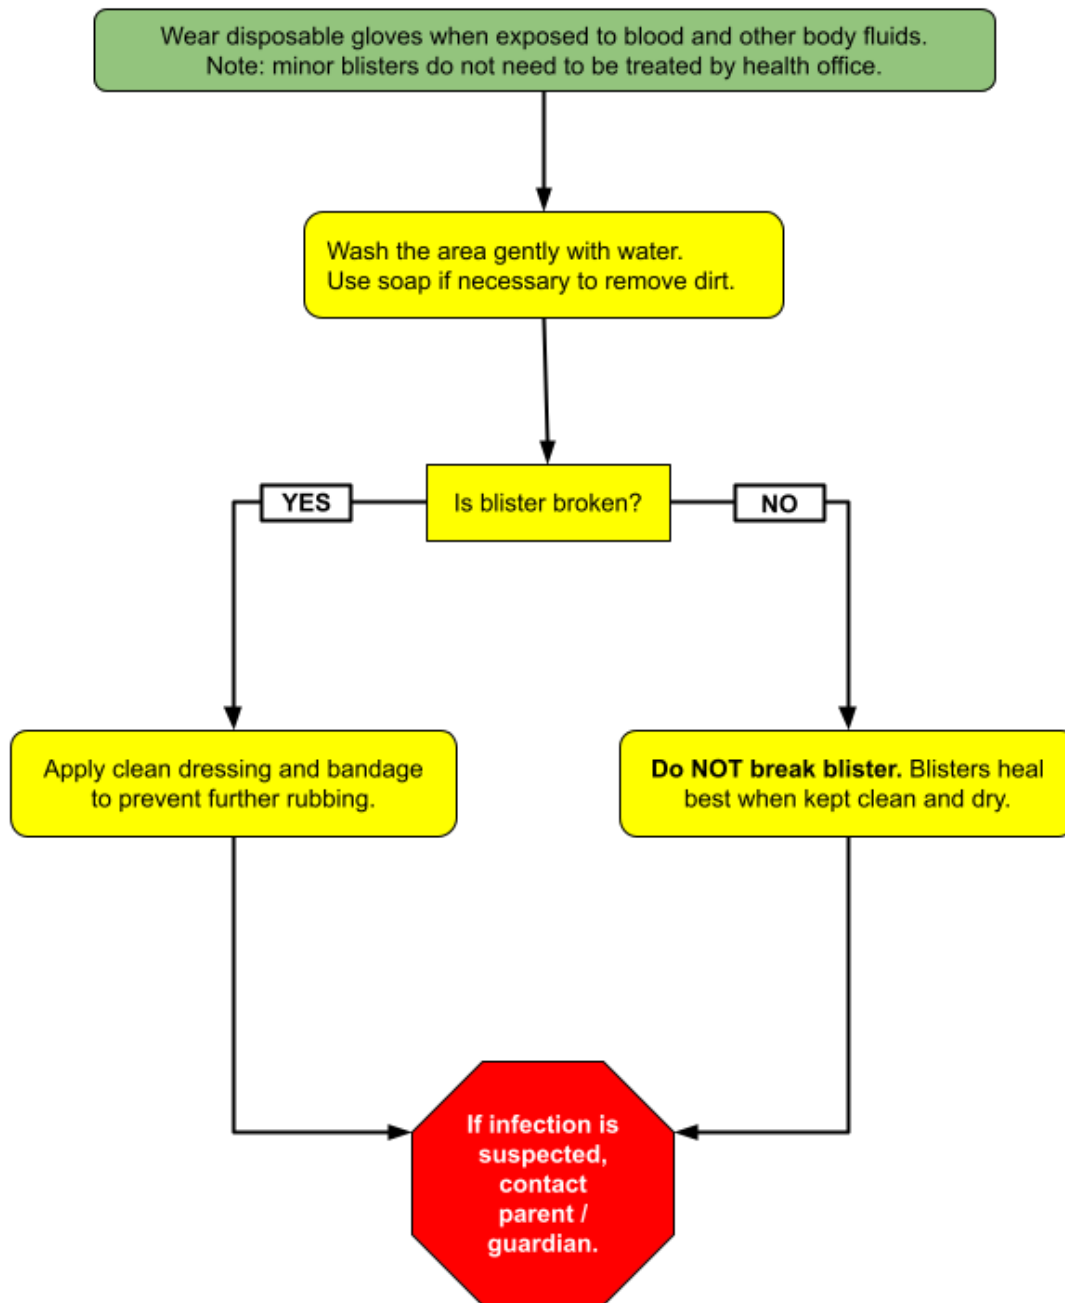 Wear disposable gloves when exposed to blood and other body fluids.
Note: minor blisters do not need to be treated by health office.
Wash the area gently with water.
Use soap if necessary to remove dirt.
YES
Is blister broken?
NO
Apply clean dressing and bandage
to prevent further rubbing.
Do NOT break blister. Blisters heal
best when kept clean and dry.
If infection is
suspected,
contact
parent /
guardian.